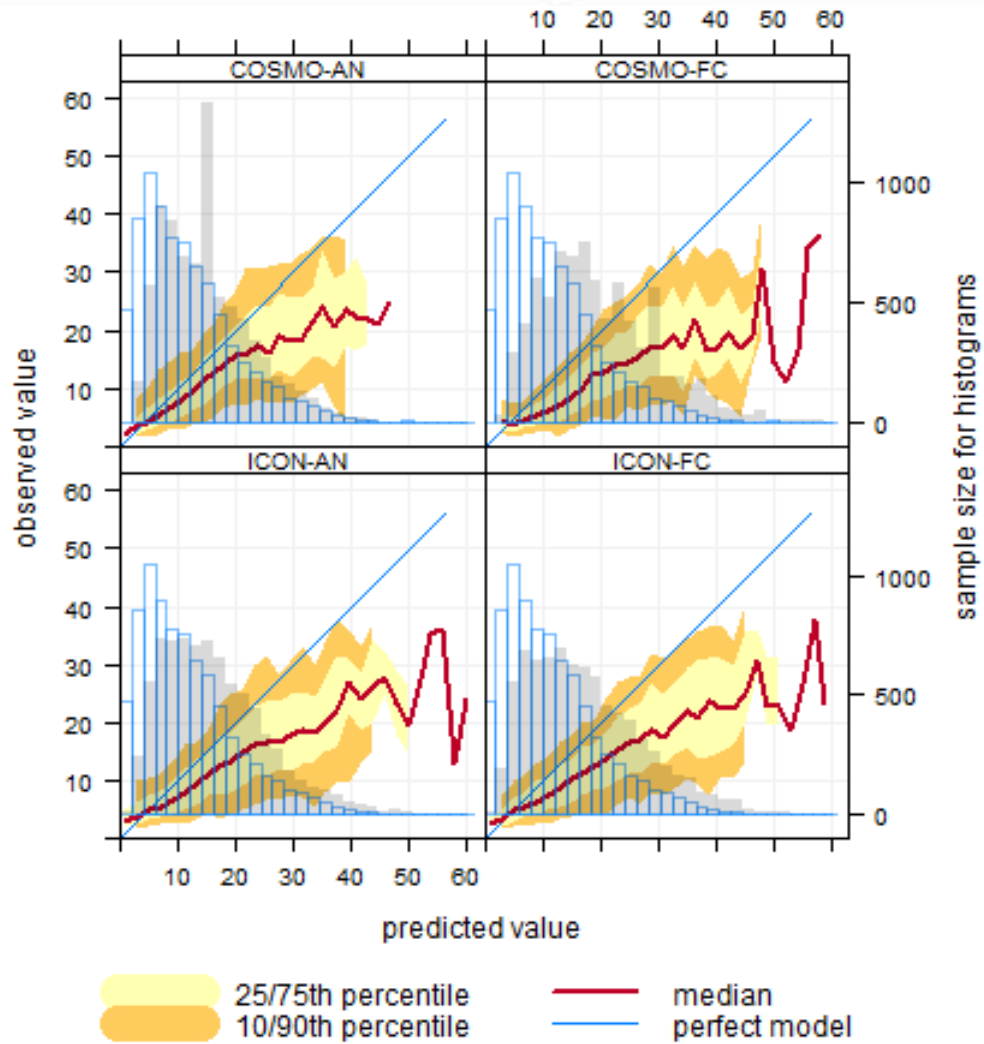 10 20 30 40 50 60
COSMO-AN COSMO-FC
60
50
40
30
20
10
1000
500
0
ICON-AN ICON-FC
60
50
40
30
20
10
1000
500
0
observed value
sample size for histograms
10 20 30 40 50 60
predicted value
25/75th percentile median
10/90th percentile perfect model